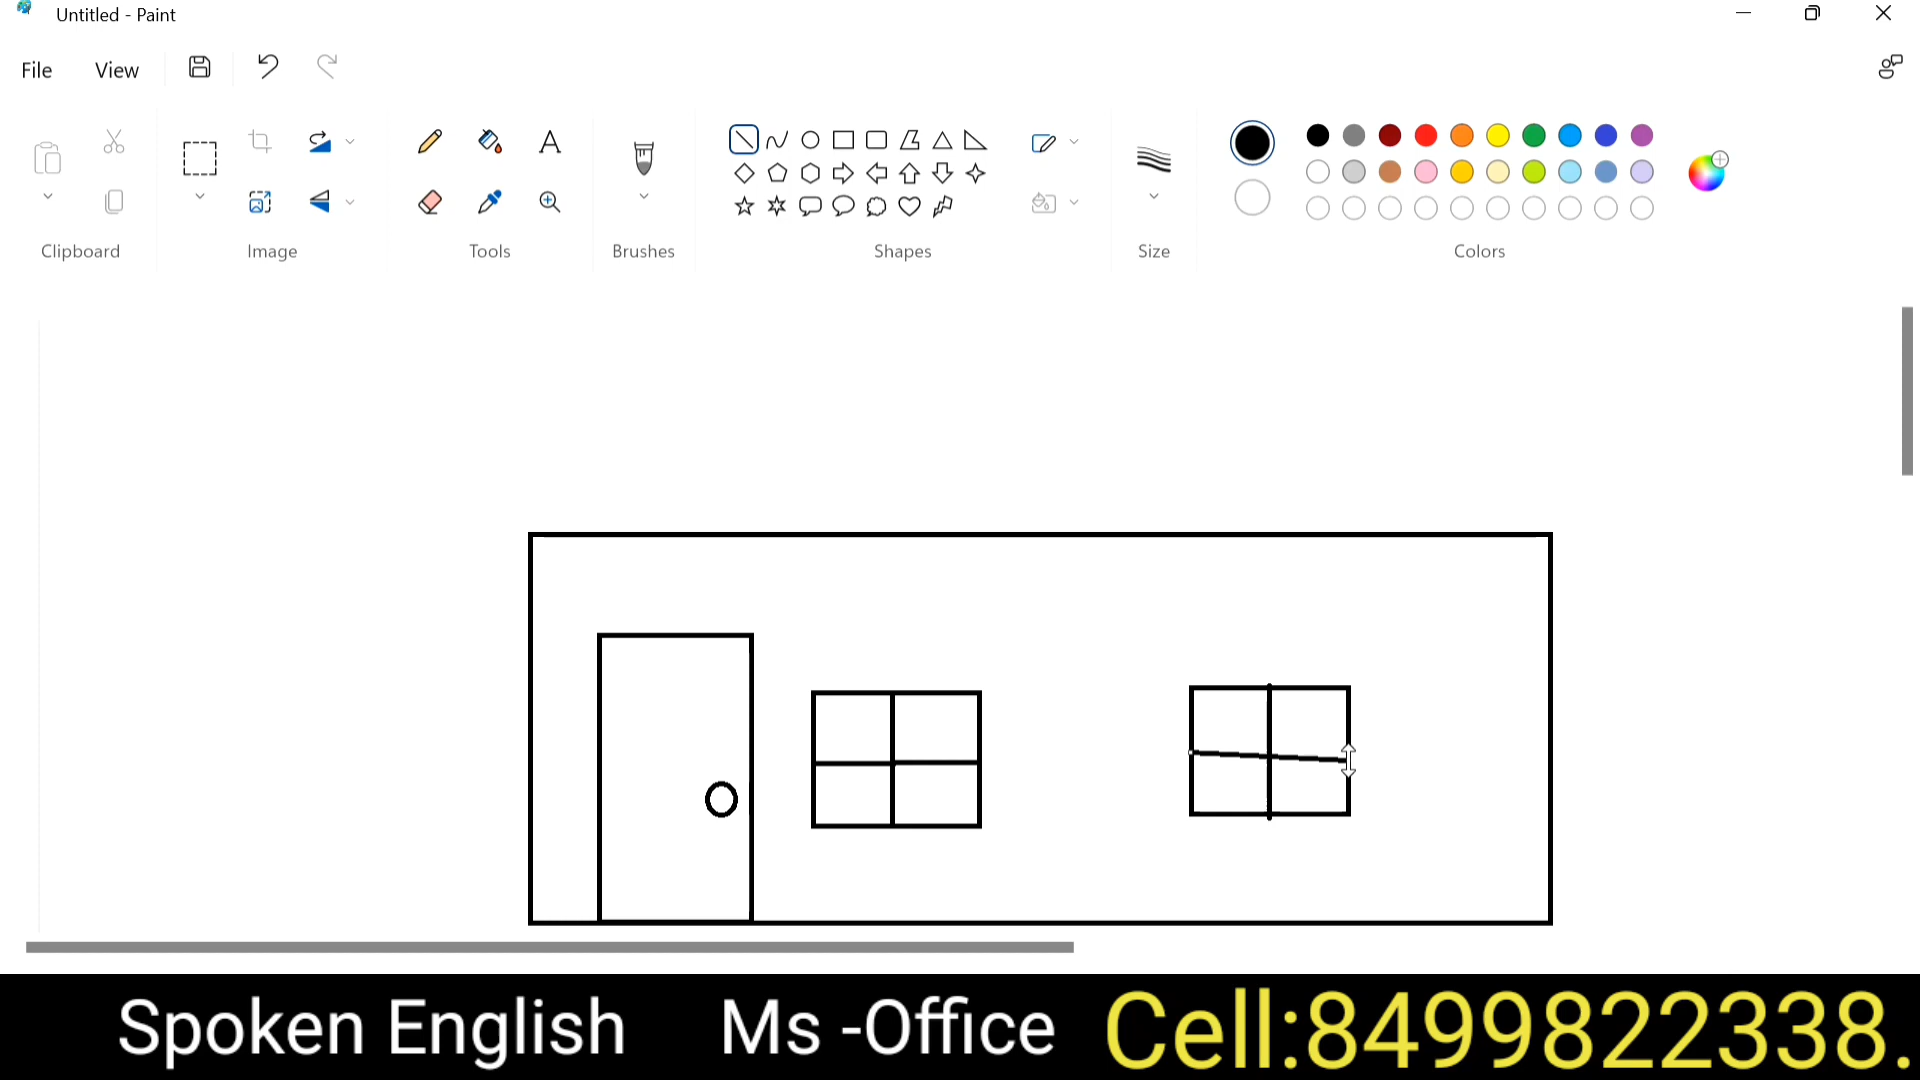 Untitled - Paint
File View
Clipboard Image Tools Brushes Shapes Size Colors
Spoken English Ms -Office Cell:8499822338.